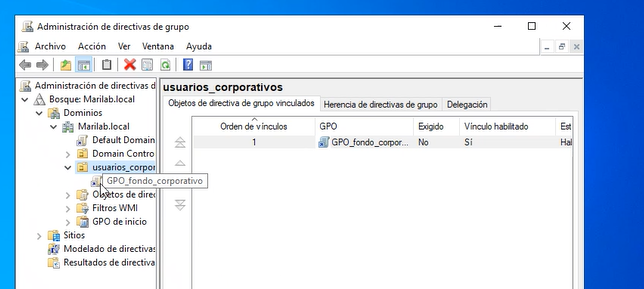 Administración de directivas de grupo
Archivo Acción Ver Ventana Ayuda
Administración de directivas d
Bosque: Marilab.local
Dominios
Marilab.local
Default Domain
Domain Contro
usuarios_corpor
GPO_fondo_corporativo
Objetos de direc
Filtros WMI
GPO de inicio
Sitios
Modelado de directivas
Resultados de directiva
usuarios_corporativos
Objetos de directiva de grupo vinculados Herencia de directivas de grupo Delegación
Orden de vínculos GPO Exigido Vínculo habilitado Est
1 GPO_fondo_corpor... No Sí Hal